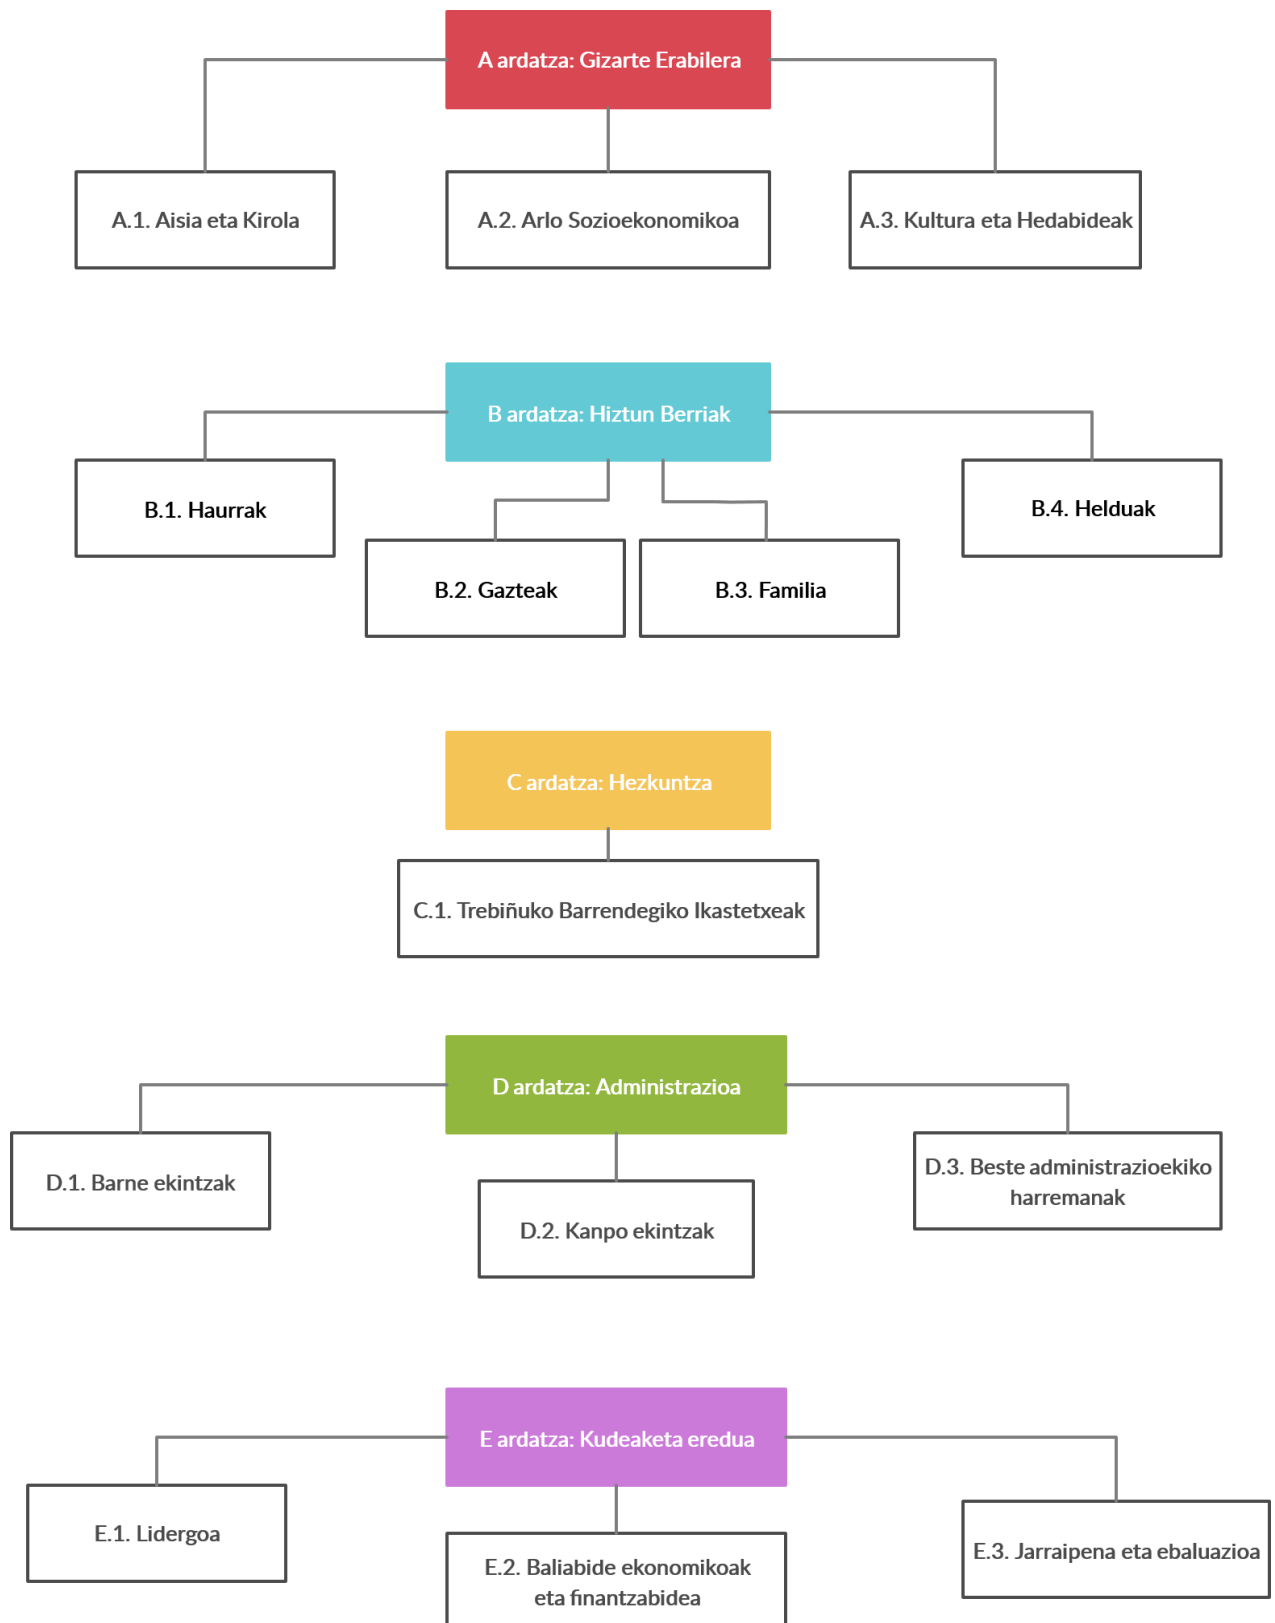 A ardatza: Gizarte Erabilera
A.1. Aisia eta Kirola
A.2. Arlo Sozioekonomikoa
A.3. Kultura eta Hedabideak
B ardatza: Hiztun Berriak
B.1. Haurrak
B.2. Gazteak
B.3. Familia
B.4. Helduak
C ardatza: Hezkuntza
C.1. Trebiñuko Barrendegiko Ikastetxeak
D ardatza: Administrazioa
D.1. Barne ekintzak
D.2. Kanpo ekintzak
D.3. Beste administrazioekiko
harremanak
E ardatza: Kudeaketa eredua
E.1. Lidergoa
E.2. Baliabide ekonomikoak
eta finantzabidea
E.3. Jarraipena eta ebaluazioa